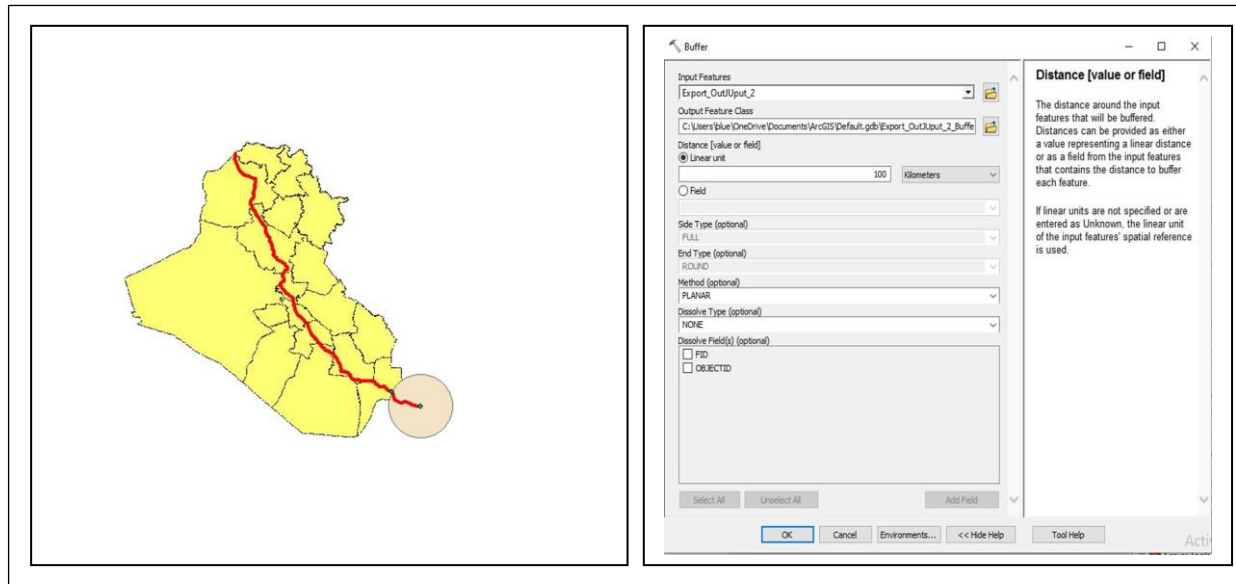 Buffer
Input Features
Export_OutJUput_2
Output Feature Class
C:\Users\blue\OneDrive\Documents\ArcGIS\Default.gdb\Export_OutJUput_2_Buffe
Distance [value or field]
Linear unit
100 Kilometers
Field
Side Type (optional)
FULL
End Type (optional)
ROUND
Method (optional)
PLANAR
Dissolve Type (optional)
NONE
Dissolve Field(s) (optional)
FID
OBJECTID
Select All Unselect All Add Field
OK Cancel Environments... << Hide Help Tool Help
Distance [value or field]
The distance around the input
features that will be buffered.
Distances can be provided as either
a value representing a linear distance
or as a field from the input features
that contains the distance to buffer
each feature.
If linear units are not specified or are
entered as Unknown, the linear unit
of the input features' spatial reference
is used.
Acti